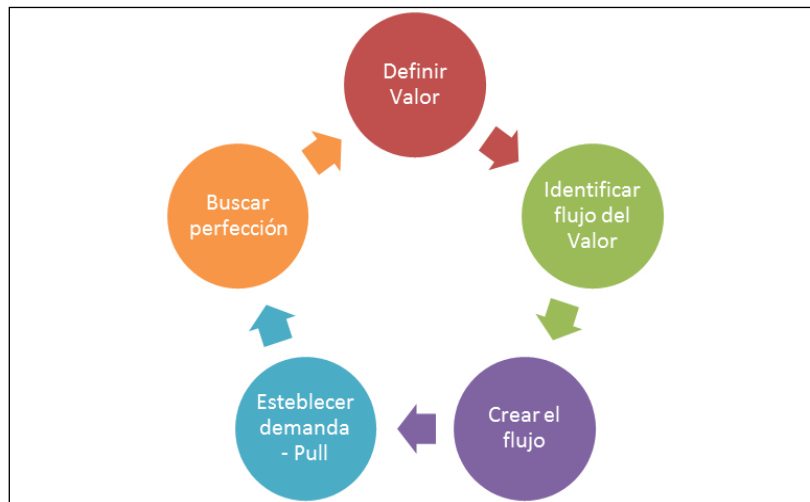 Definir
Valor
Identificar
flujo del
Valor
Crear el
flujo
Esteblecer
demanda
- Pull
Buscar
perfección